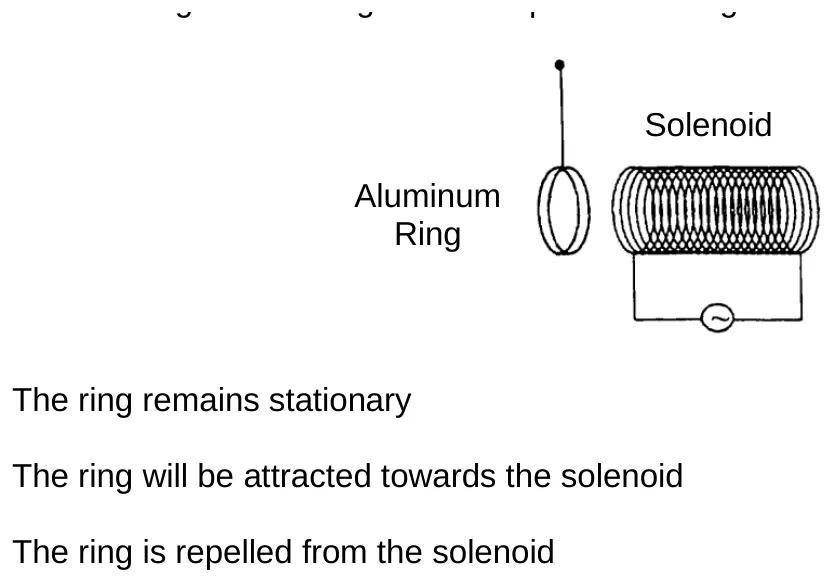 Solenoid
Aluminum
Ring
The ring remains stationary
The ring will be attracted towards the solenoid
The ring is repelled from the solenoid